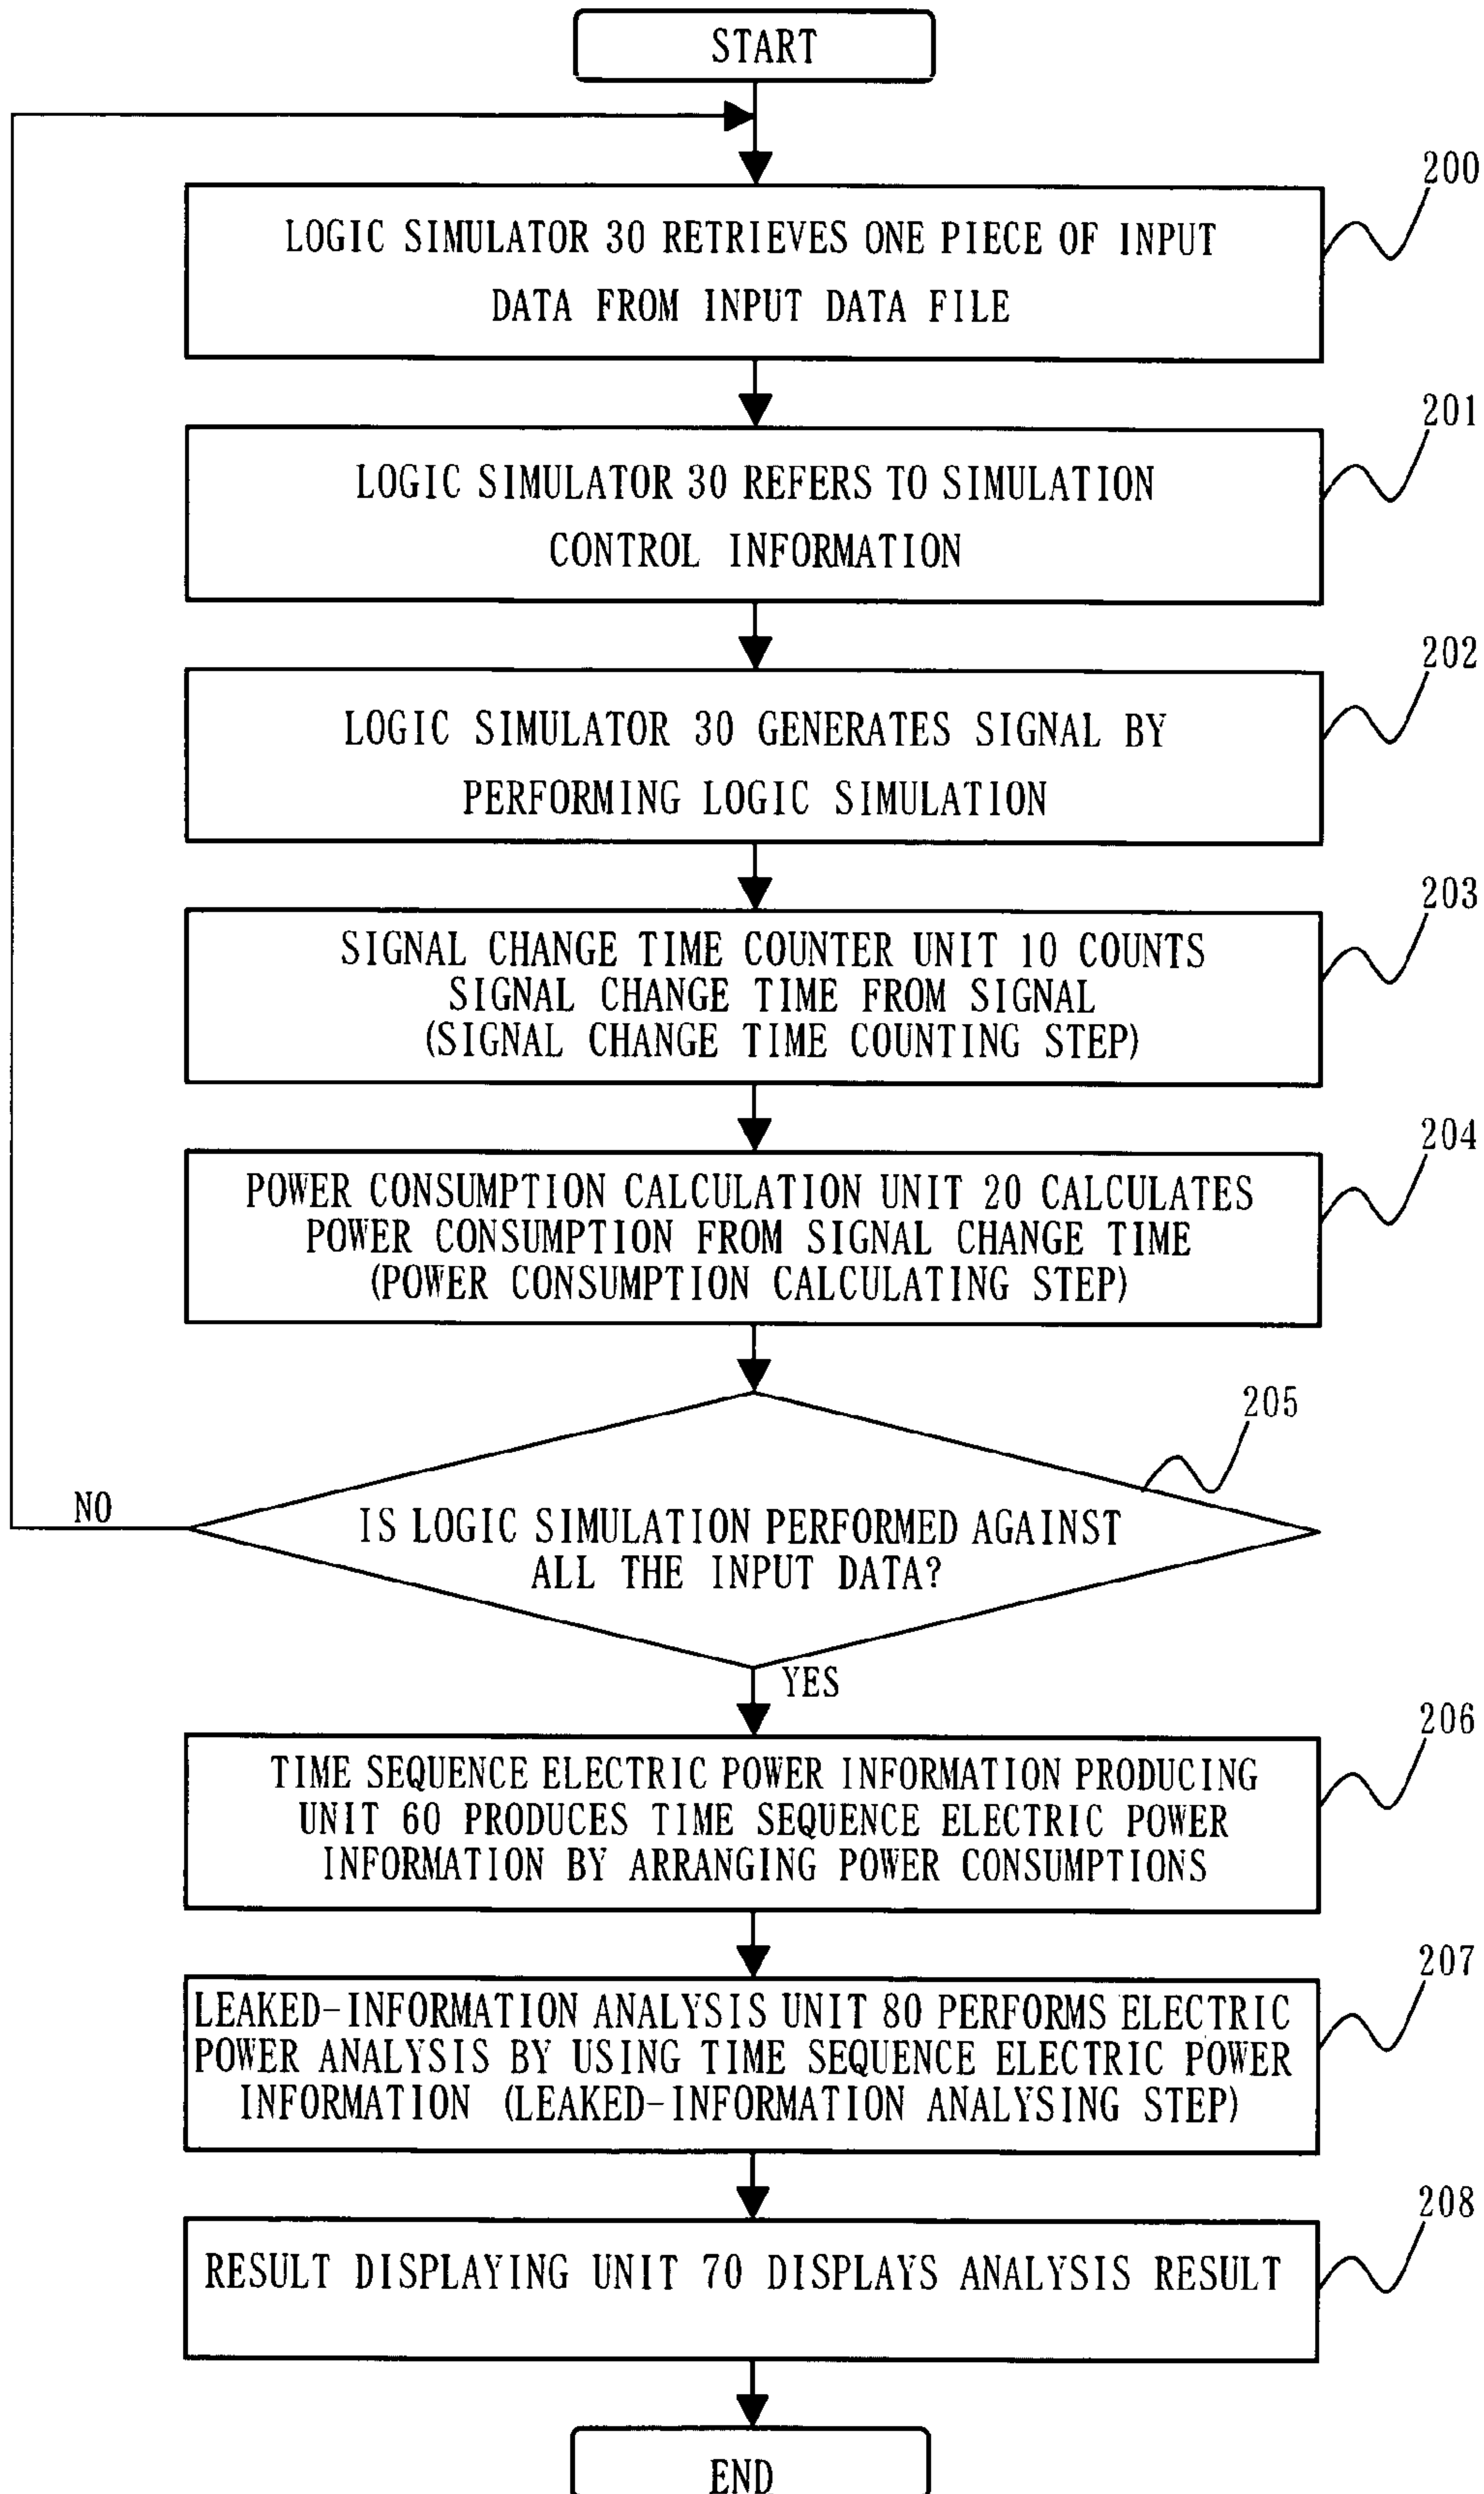 START
200
LOGIC SIMULATOR 30 RETRIEVES ONE PIECE OF INPUT
DATA FROM INPUT DATA FILE
201
LOGIC SIMULATOR 30 REFERS TO SIMULATION
CONTROL INFORMATION
202
LOGIC SIMULATOR 30 GENERATES SIGNAL BY
PERFORMING LOGIC SIMULATION
203
SIGNAL CHANGE TIME COUNTER UNIT 10 COUNTS
SIGNAL CHANGE TIME FROM SIGNAL
(SIGNAL CHANGE TIME COUNTING STEP)
204
POWER CONSUMPTION CALCULATION UNIT 20 CALCULATES
POWER CONSUMPTION FROM SIGNAL CHANGE TIME
(POWER CONSUMPTION CALCULATING STEP)
205
NO
IS LOGIC SIMULATION PERFORMED AGAINST
ALL THE INPUT DATA?
YES
206
TIME SEQUENCE ELECTRIC POWER INFORMATION PRODUCING
UNIT 60 PRODUCES TIME SEQUENCE ELECTRIC POWER
INFORMATION BY ARRANGING POWER CONSUMPTIONS
207
LEAKED-INFORMATION ANALYSIS UNIT 80 PERFORMS ELECTRIC
POWER ANALYSIS BY USING TIME SEQUENCE ELECTRIC POWER
INFORMATION (LEAKED-INFORMATION ANALYSING STEP)
208
RESULT DISPLAYING UNIT 70 DISPLAYS ANALYSIS RESULT
END